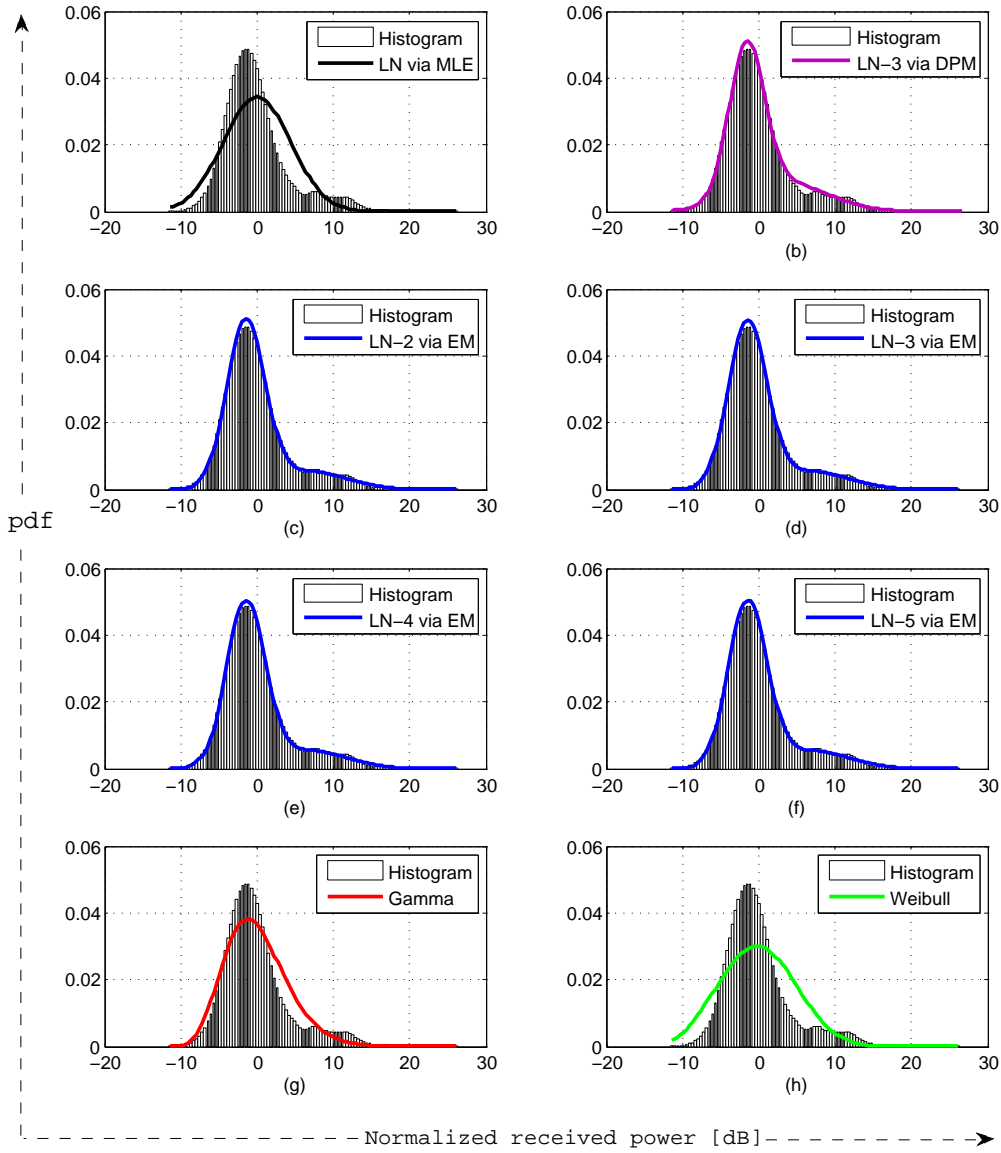 0.06
0.04
0.02
0
−20 −10 0 10 20 30
Histogram
LN via MLE
0.06
0.04
0.02
0
−20 −10 0 10 20 30
(b)
Histogram
LN−3 via DPM
0.06
0.04
0.02
0
−20 −10 0 10 20 30
(c)
Histogram
LN−2 via EM
0.06
0.04
0.02
0
−20 −10 0 10 20 30
(d)
Histogram
LN−3 via EM
pdf
0.06
0.04
0.02
0
−20 −10 0 10 20 30
(e)
Histogram
LN−4 via EM
0.06
0.04
0.02
0
−20 −10 0 10 20 30
(f)
Histogram
LN−5 via EM
0.06
0.04
0.02
0
−20 −10 0 10 20 30
(g)
Histogram
Gamma
0.06
0.04
0.02
0
−20 −10 0 10 20 30
(h)
Histogram
Weibull
Normalized received power [dB]